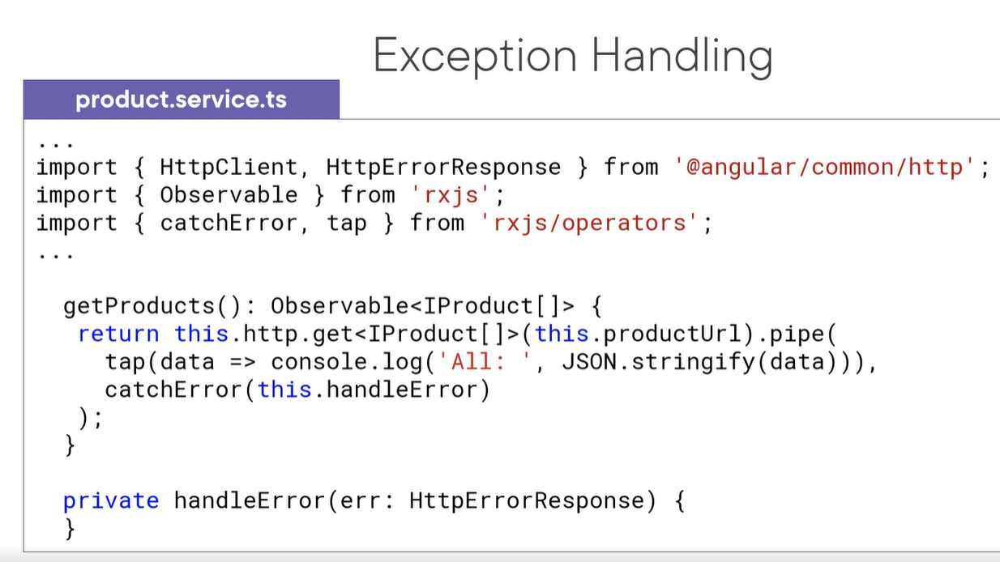 Exception Handling
product.service.ts
...
import { HttpClient, HttpErrorResponse } from '@angular/common/http';
import { Observable } from 'rxjs';
import { catchError, tap } from 'rxjs/operators';
...
getProducts(): Observable<IProduct[]> {
return this.http.get<IProduct[]>(this.productUrl).pipe(
tap(data => console.log('All: ', JSON.stringify(data))),
catchError(this.handleError)
);
}
private handleError(err: HttpErrorResponse) {
}